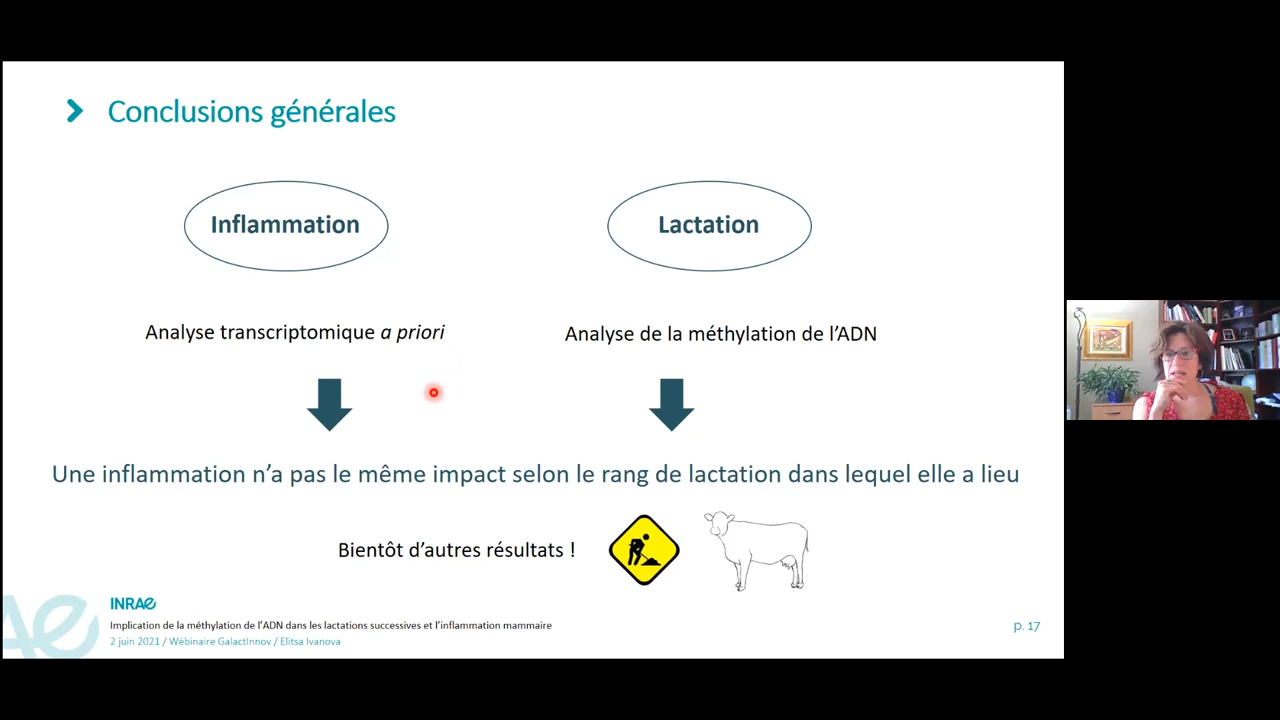 Conclusions générales
Inflammation
Lactation
Analyse transcriptomique a priori
Analyse de la méthylation de l'ADN
Une inflammation n'a pas le même impact selon le rang de lactation dans lequel elle a lieu
Bientôt d'autres résultats !
INRAE
Implication de la méthylation de l'ADN dans les lactations successives et l'inflammation mammaire
2 juin 2021 / Wébinaire GalactInnov / Elitsa Ivanova
p. 17